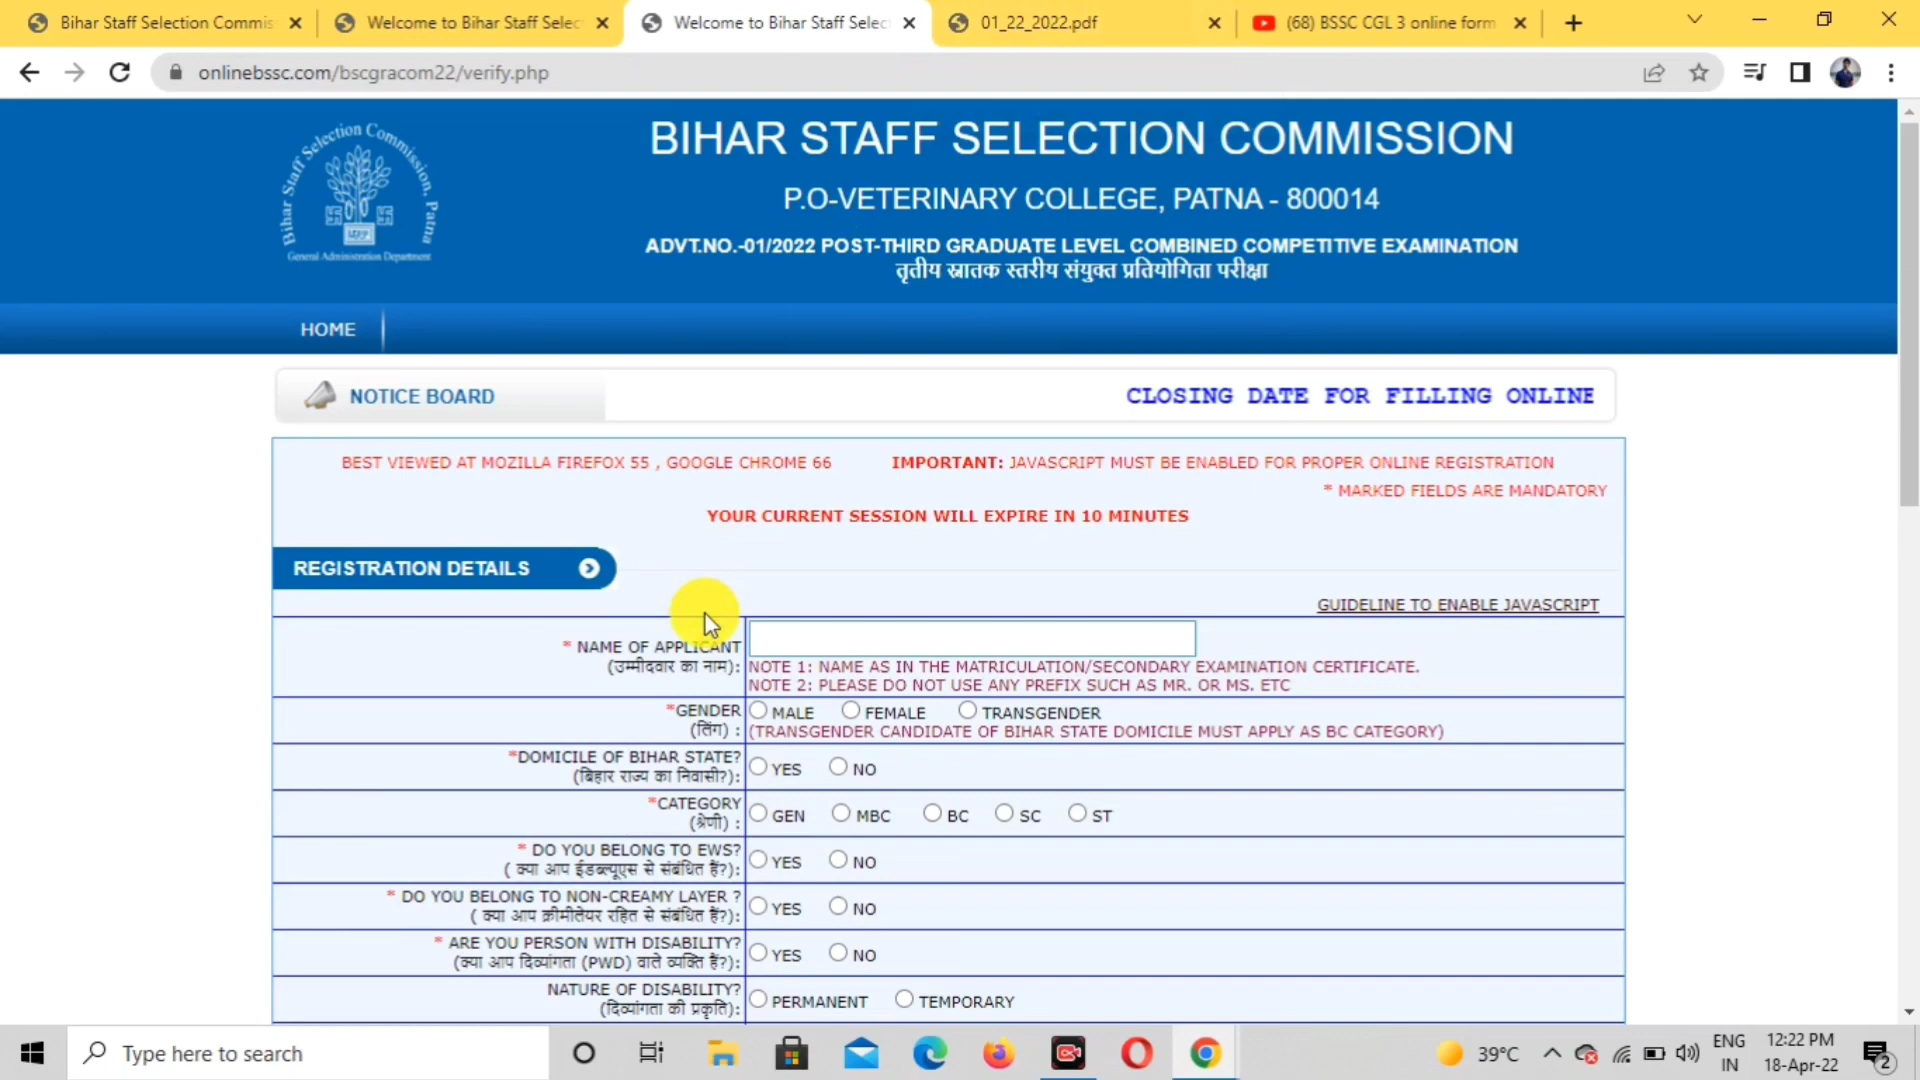 Bihar Staff Selection Commis
Welcome to Bihar Staff Selec
Welcome to Bihar Staff Selec
01_22_2022.pdf
(68) BSSC CGL 3 online form
onlinebssc.com/bscgracom22/verify.php
Bihar Staff Selection Commission, Patna
General Administration Department
BIHAR STAFF SELECTION COMMISSION
P.O-VETERINARY COLLEGE, PATNA - 800014
ADVT.NO.-01/2022 POST-THIRD GRADUATE LEVEL COMBINED COMPETITIVE EXAMINATION
तृतीय स्नातक स्तरीय संयुक्त प्रतियोगिता परीक्षा
HOME
NOTICE BOARD
CLOSING DATE FOR FILLING ONLINE
BEST VIEWED AT MOZILLA FIREFOX 55 , GOOGLE CHROME 66 IMPORTANT: JAVASCRIPT MUST BE ENABLED FOR PROPER ONLINE REGISTRATION
* MARKED FIELDS ARE MANDATORY
YOUR CURRENT SESSION WILL EXPIRE IN 10 MINUTES
REGISTRATION DETAILS
GUIDELINE TO ENABLE JAVASCRIPT
* NAME OF APPLICANT
(उम्मीदवार का नाम):
NOTE 1: NAME AS IN THE MATRICULATION/SECONDARY EXAMINATION CERTIFICATE.
NOTE 2: PLEASE DO NOT USE ANY PREFIX SUCH AS MR. OR MS. ETC
*GENDER
(लिंग) :
MALE FEMALE TRANSGENDER
(TRANSGENDER CANDIDATE OF BIHAR STATE DOMICILE MUST APPLY AS BC CATEGORY)
*DOMICILE OF BIHAR STATE?
(बिहार राज्य का निवासी?):
YES NO
*CATEGORY
(श्रेणी) :
GEN MBC BC SC ST
* DO YOU BELONG TO EWS?
( क्या आप ईडब्ल्यूएस से संबंधित हैं?):
YES NO
* DO YOU BELONG TO NON-CREAMY LAYER ?
( क्या आप क्रीमीलेयर रहित से संबंधित हैं?):
YES NO
* ARE YOU PERSON WITH DISABILITY?
(क्या आप दिव्यांगता (PWD) वाले व्यक्ति हैं?):
YES NO
NATURE OF DISABILITY?
(दिव्यांगता की प्रकृति):
PERMANENT TEMPORARY
Type here to search
39°C
ENG
IN
12:22 PM
18-Apr-22
2